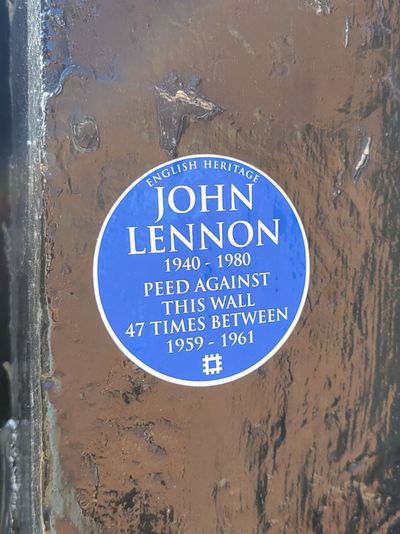 ENGLISH HERITAGE
JOHN
LENNON
1940 - 1980
PEED AGAINST
THIS WALL
47 TIMES BETWEEN
1959 - 1961